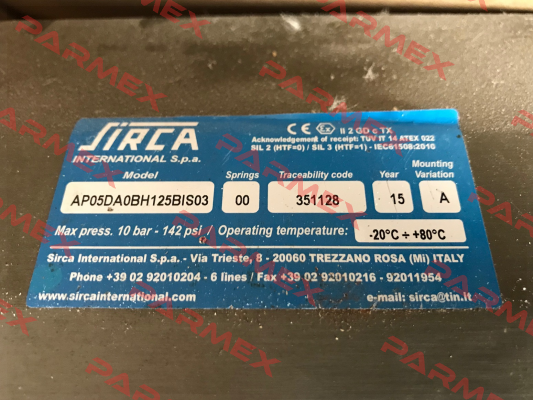 SIRCA
INTERNATIONAL S.p.a.
CE Ex II 2 GD c TX
Acknowledgement of receipt: TUV IT 14 ATEX 022
SIL 2 (HTF=0) / SIL 3 (HTF=1) - IEC61508:2010
Model Springs Traceability code Year Mounting Variation
AP05DA0BH125BIS03 00 351128 15 A
Max press. 10 bar - 142 psi / Operating temperature: -20°C ÷ +80°C
Sirca International S.p.a. - Via Trieste, 8 - 20060 TREZZANO ROSA (Mi) ITALY
Phone +39 02 92010204 - 6 lines / Fax +39 02 92010216 - 92011954
www.sircainternational.com e-mail: sirca@tin.it
PARMEX